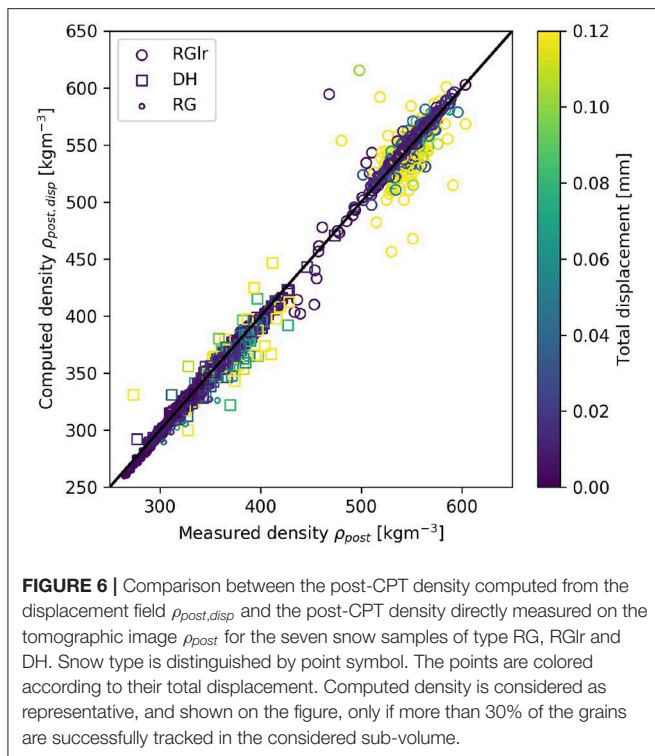 650
600
550
500
450
400
350
300
250
Computed density ρpost, disp [kgm−3]
RGlr
DH
RG
300
400
500
600
Measured density ρpost [kgm−3]
0.12
0.10
0.08
0.06
0.04
0.02
0.00
Total displacement [mm]
FIGURE 6 | Comparison between the post-CPT density computed from the
displacement field ρpost,disp and the post-CPT density directly measured on the
tomographic image ρpost for the seven snow samples of type RG, RGlr and
DH. Snow type is distinguished by point symbol. The points are colored
according to their total displacement. Computed density is considered as
representative, and shown on the figure, only if more than 30% of the grains
are successfully tracked in the considered sub-volume.